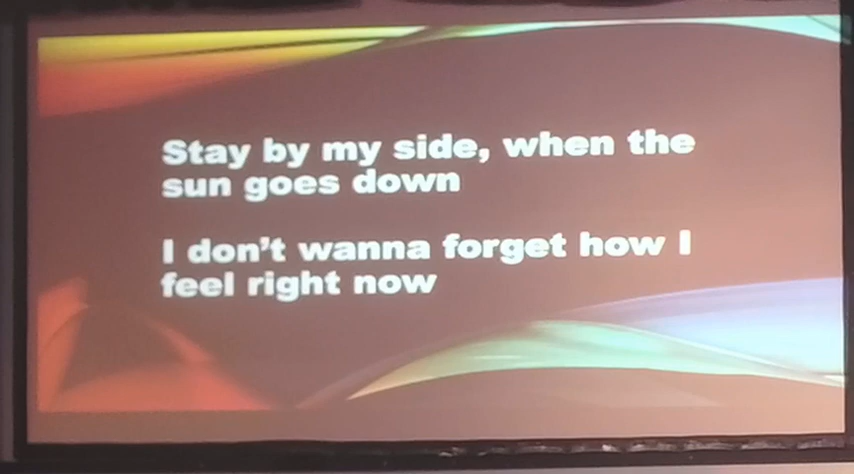 Stay by my side, when the
sun goes down
I don’t wanna forget how I
feel right now